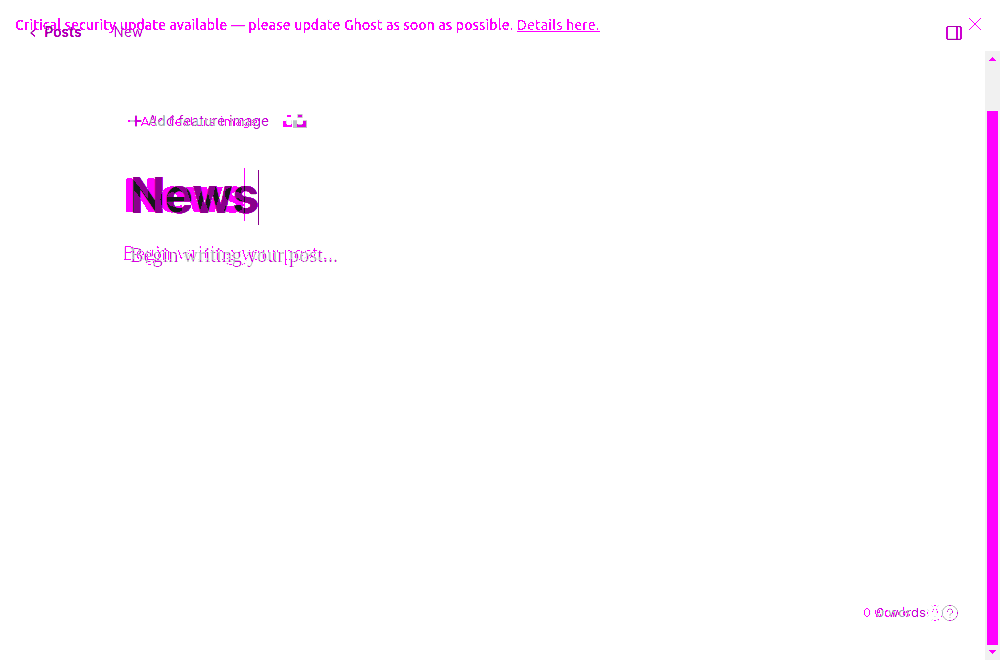 Critical security update available — please update Ghost as soon as possible. Details here.
Posts New
Add feature image
News
Begin writing your post...
0 words